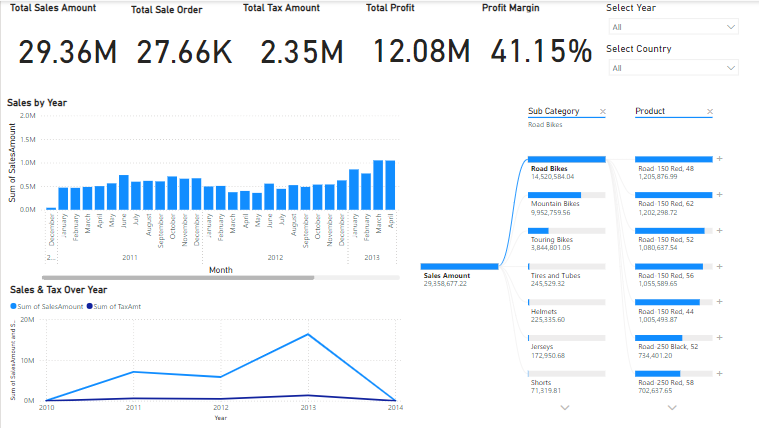 Total Sales Amount
Total Sale Order
Total Tax Amount
Total Profit
Profit Margin
29.36M
27.66K
2.35M
12.08M
41.15%
Select Year
All
Select Country
All
Sales by Year
2.0M
1.5M
1.0M
0.5M
0.0M
Sum of SalesAmount
December
January
February
March
April
May
June
July
August
September
October
November
December
January
February
March
April
May
June
July
August
September
October
November
December
January
February
March
April
2...
2011
2012
2013
Month
Sales & Tax Over Year
Sum of SalesAmount
Sum of TaxAmt
20M
10M
0M
Sum of SalesAmount and S...
2010
2011
2012
2013
2014
Year
Sub Category
Road Bikes
Product
Sales Amount
29,358,677.22
Road Bikes
14,520,584.04
Mountain Bikes
9,952,759.56
Touring Bikes
3,844,801.05
Tires and Tubes
245,529.32
Helmets
225,335.60
Jerseys
172,950.68
Shorts
71,319.81
Road-150 Red, 48
1,205,876.99
Road-150 Red, 62
1,202,298.72
Road-150 Red, 52
1,080,637.54
Road-150 Red, 56
1,055,589.65
Road-150 Red, 44
1,005,493.87
Road-250 Black, 52
734,401.20
Road-250 Red, 58
702,637.65